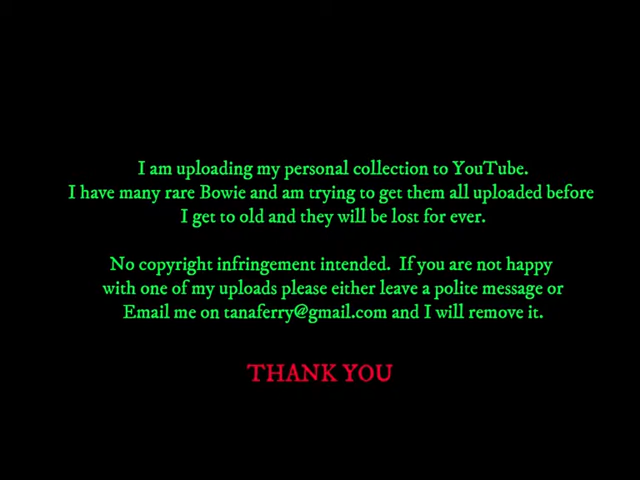 I am uploading my personal collection to YouTube.
I have many rare Bowie and am trying to get them all uploaded before
I get to old and they will be lost for ever.
No copyright infringement intended.  If you are not happy
with one of my uploads please either leave a polite message or
Email me on tanaferry@gmail.com and I will remove it.
THANK YOU